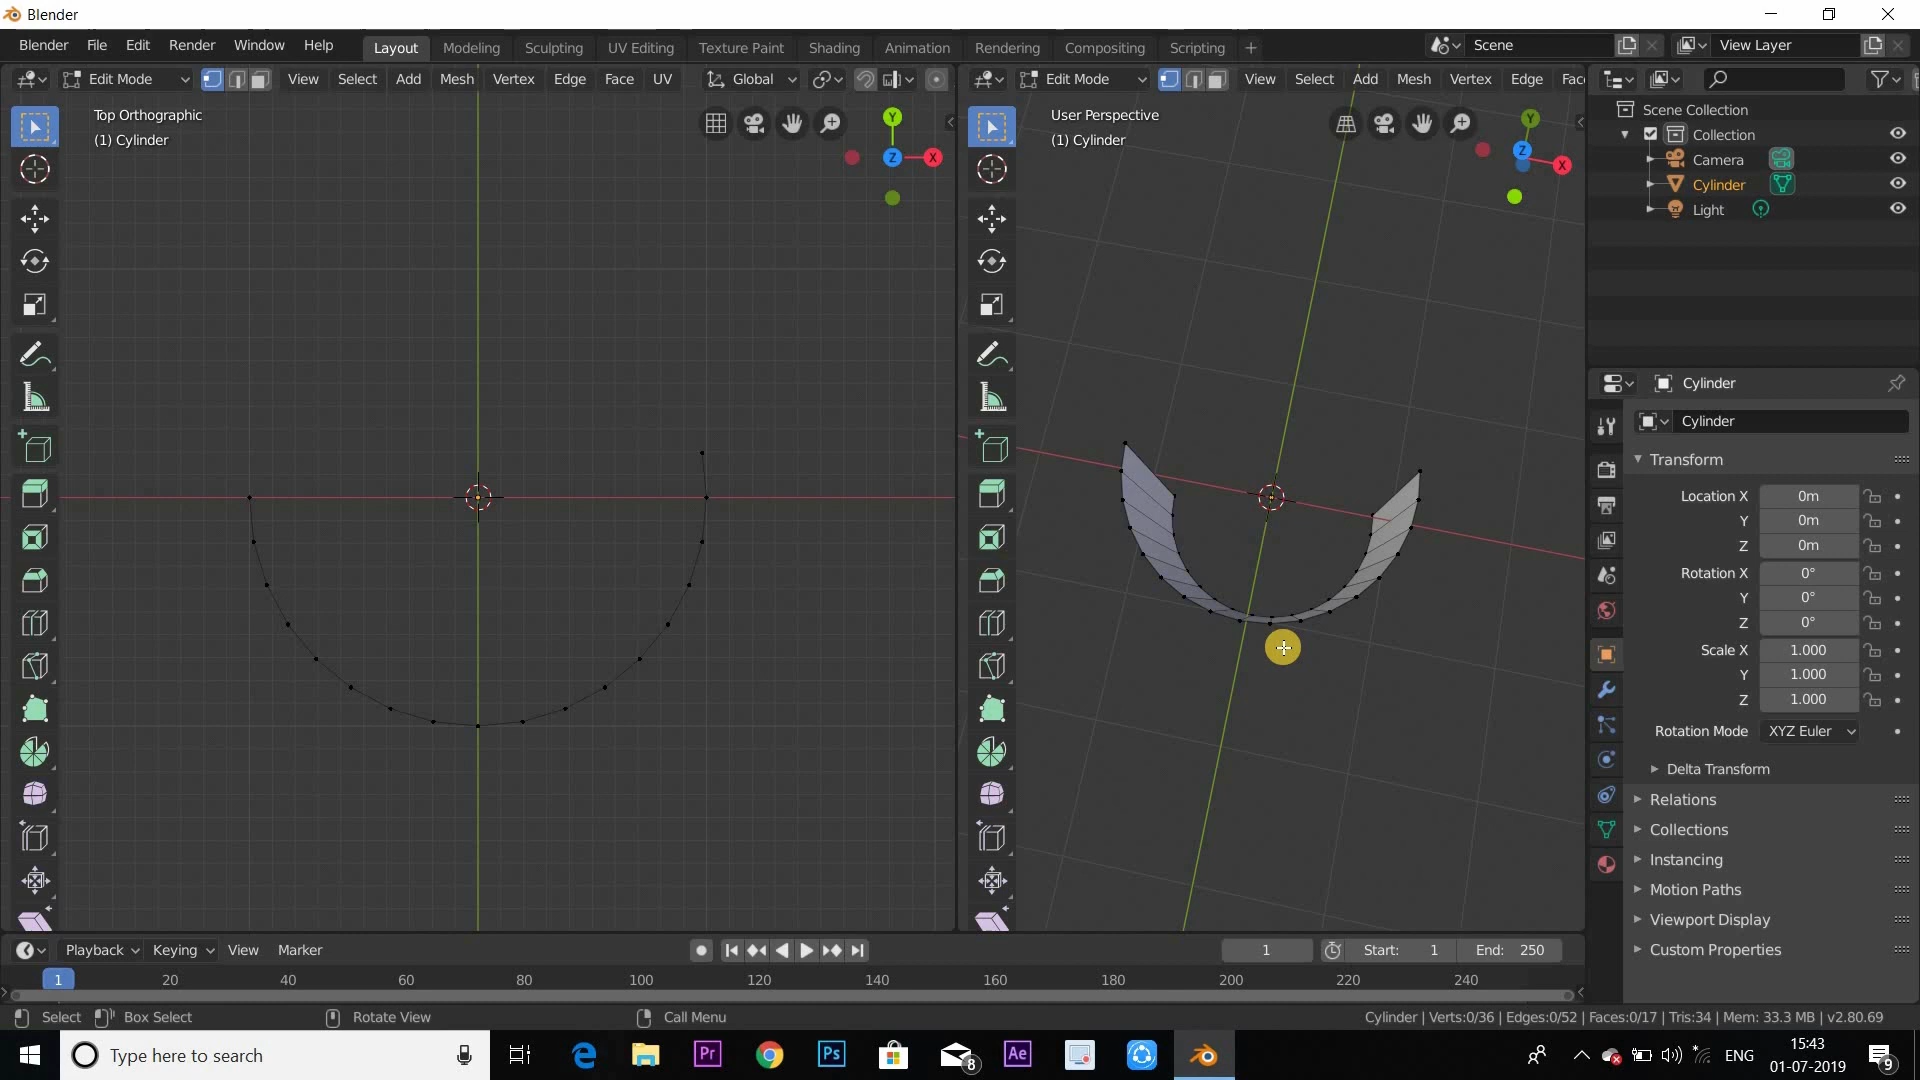 Blender
Blender File Edit Render Window Help Layout Modeling Sculpting UV Editing Texture Paint Shading Animation Rendering Compositing Scripting + Scene View Layer
Edit Mode View Select Add Mesh Vertex Edge Face UV Global
Edit Mode View Select Add Mesh Vertex Edge Fac
Top Orthographic
(1) Cylinder
Y
Z
X
User Perspective
(1) Cylinder
Y
Z
X
Scene Collection
Collection
Camera
Cylinder
Light
Cylinder
Cylinder
Transform
Location X 0m
Y 0m
Z 0m
Rotation X 0°
Y 0°
Z 0°
Scale X 1.000
Y 1.000
Z 1.000
Rotation Mode XYZ Euler
Delta Transform
Relations
Collections
Instancing
Motion Paths
Viewport Display
Custom Properties
Playback Keying View Marker 1 Start: 1 End: 250
1 20 40 60 80 100 120 140 160 180 200 220 240
Select Box Select Rotate View Call Menu Cylinder | Verts:0/36 | Edges:0/52 | Faces:0/17 | Tris:34 | Mem: 33.3 MB | v2.80.69
Type here to search Pr Ps 8 Ae ENG 15:43
01-07-2019 9